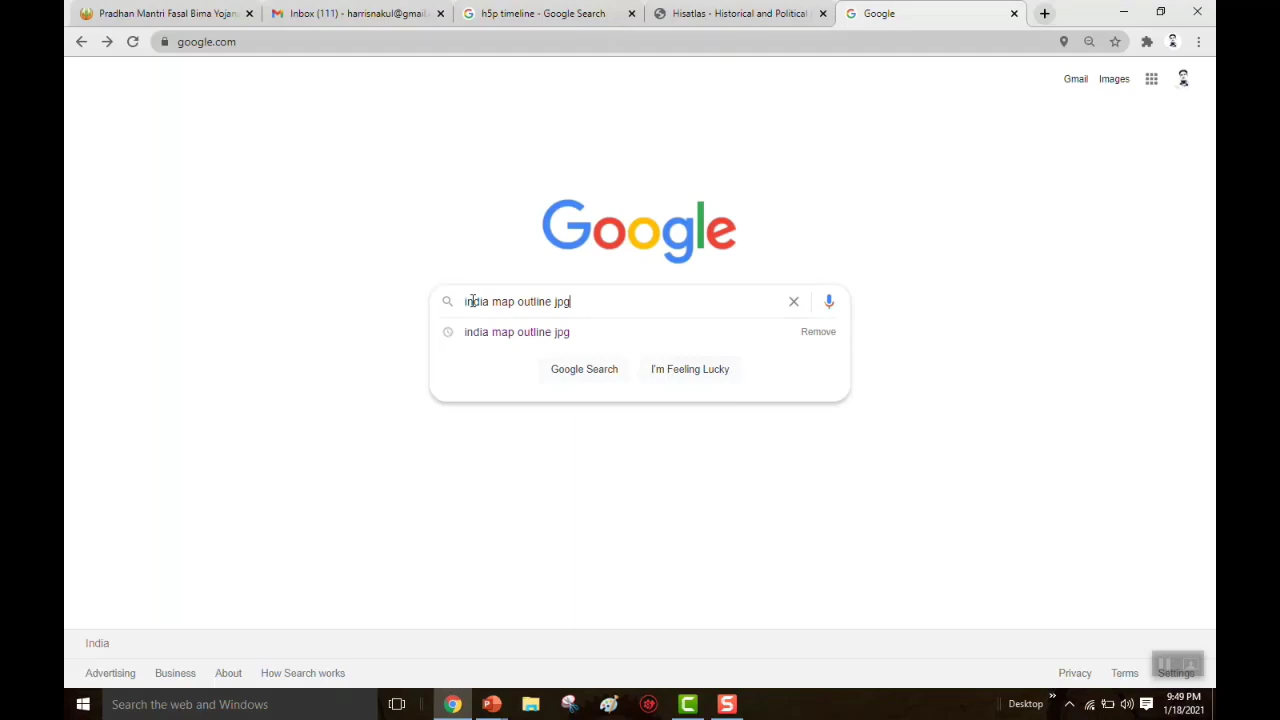 Pradhan Mantri Fasal Bima Yojan
Inbox (111) - harrisnakul@gmail.
h5p timeline - Google Search
Hisatlas - Historical and Political
Google
google.com
Gmail
Images
Google
india map outline jpg
india map outline jpg
Remove
Google Search
I'm Feeling Lucky
India
Advertising
Business
About
How Search works
Privacy
Terms
Settings
Search the web and Windows
Desktop
9:49 PM
1/18/2021